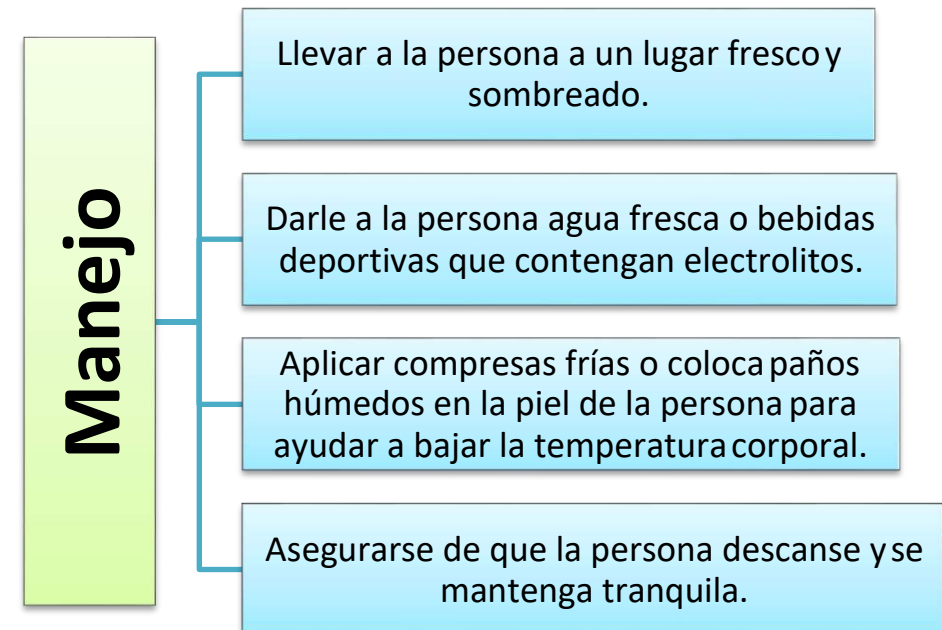 Manejo
Llevar a la persona a un lugar fresco y
sombreado.
Darle a la persona agua fresca o bebidas
deportivas que contengan electrolitos.
Aplicar compresas frías o coloca paños
húmedos en la piel de la persona para
ayudar a bajar la temperatura corporal.
Asegurarse de que la persona descanse y se
mantenga tranquila.